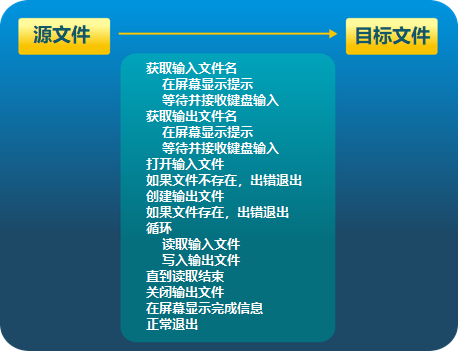 源文件
目标文件
获取输入文件名
在屏幕显示提示
等待并接收键盘输入
获取输出文件名
在屏幕显示提示
等待并接收键盘输入
打开输入文件
如果文件不存在，出错退出
创建输出文件
如果文件存在，出错退出
循环
读取输入文件
写入输出文件
直到读取结束
关闭输出文件
在屏幕显示完成信息
正常退出